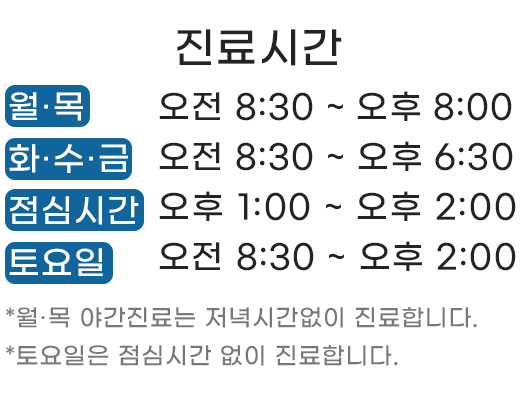 진료시간
월·목 오전 8:30 ~ 오후 8:00
화·수·금 오전 8:30 ~ 오후 6:30
점심시간 오후 1:00 ~ 오후 2:00
토요일 오전 8:30 ~ 오후 2:00
*월·목 야간진료는 저녁시간없이 진료합니다.
*토요일은 점심시간 없이 진료합니다.